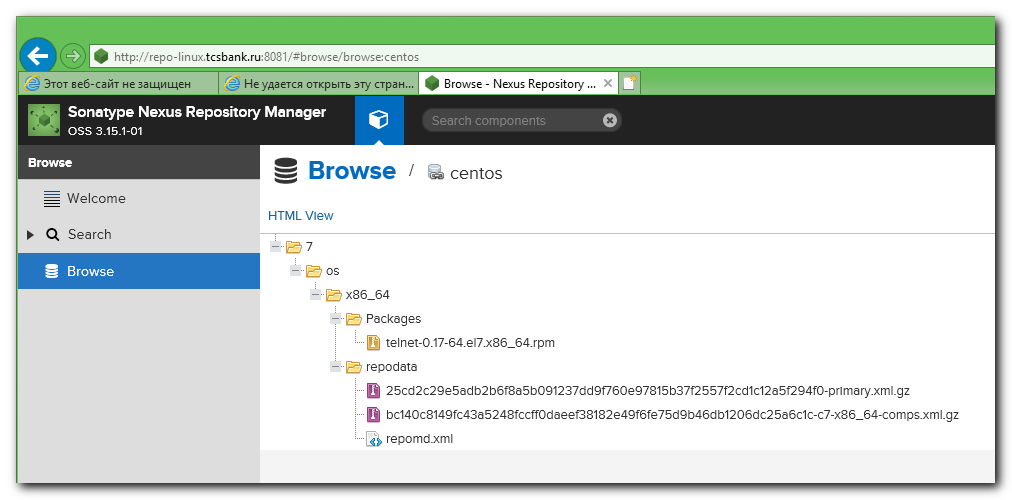 http://repo-linux.tcsbank.ru:8081/#browse/browse:centos
Этот веб-сайт не защищен
Не удается открыть эту стран...
Browse - Nexus Repository ...
Sonatype Nexus Repository Manager
OSS 3.15.1-01
Search components
Browse
Welcome
Search
Browse
Browse / centos
HTML View
7
os
x86_64
Packages
telnet-0.17-64.el7.x86_64.rpm
repodata
25cd2c29e5adb2b6f8a5b091237dd9f760e97815b37f2557f2cd1c12a5f294f0-primary.xml.gz
bc140c8149fc43a5248fccff0daeef38182e49f6fe75d9b46db1206dc25a6c1c-c7-x86_64-comps.xml.gz
repomd.xml